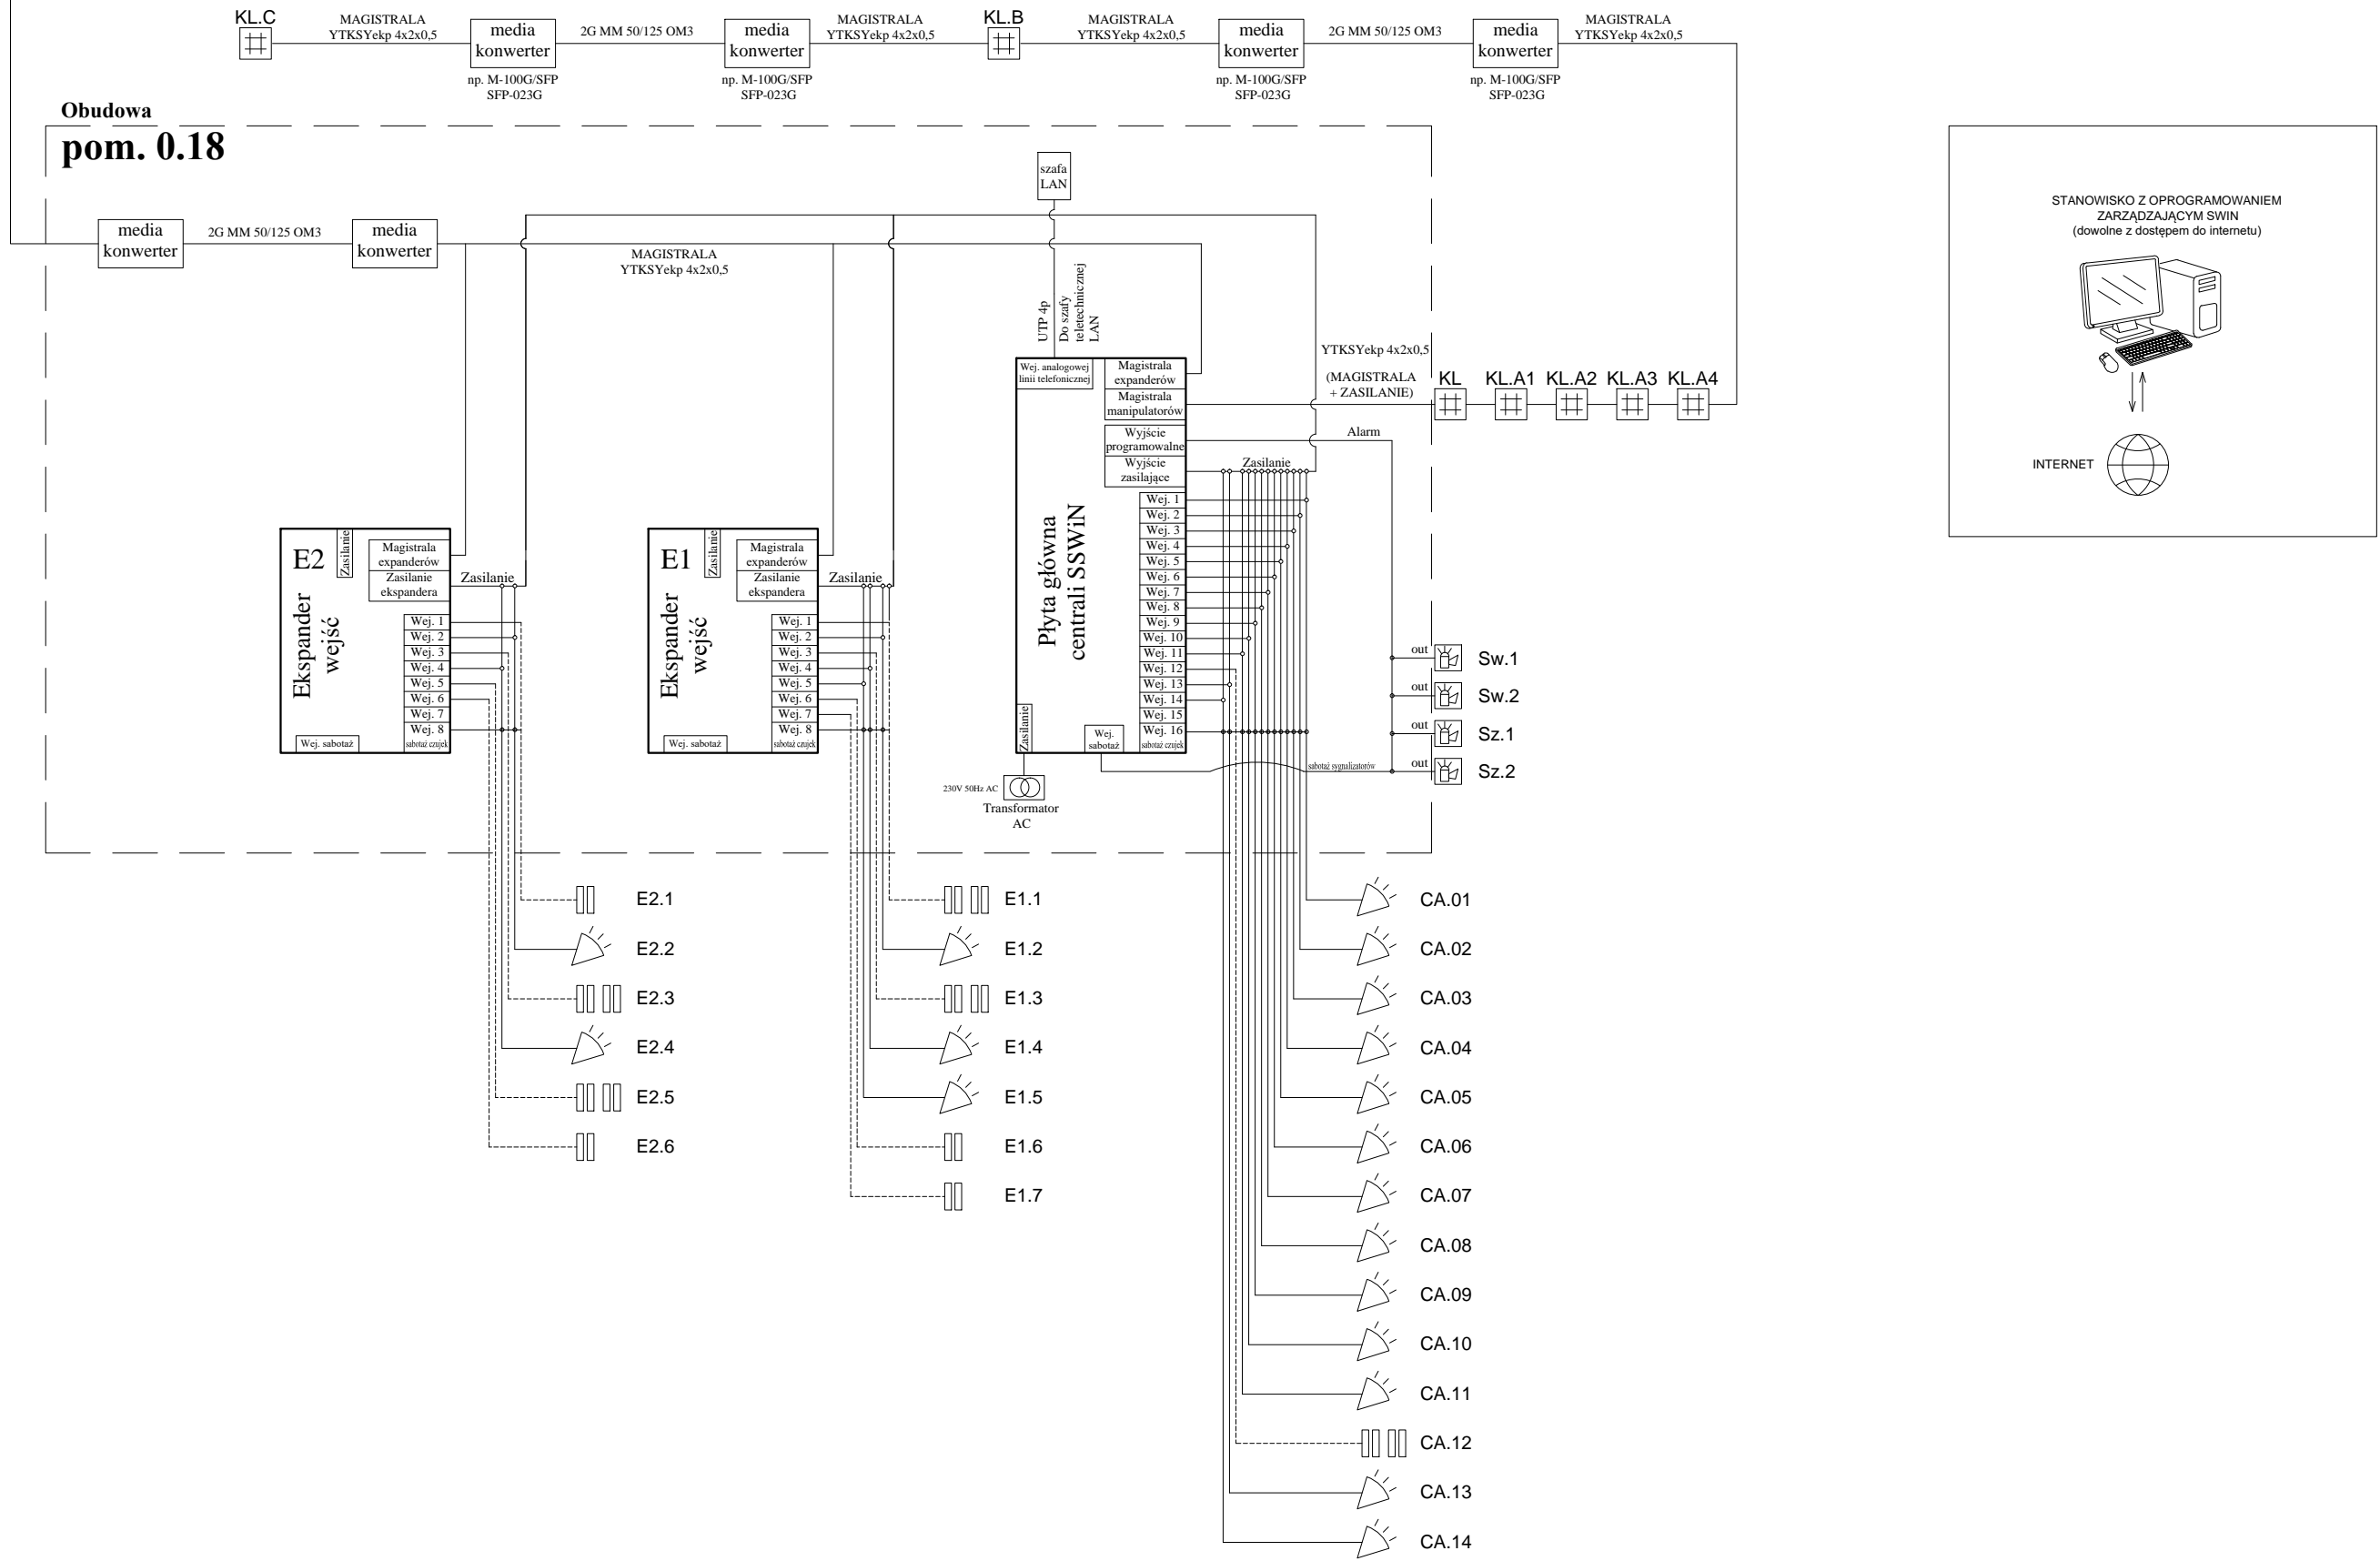 KL.C
MAGISTRALA
YTKSYekp 4x2x0,5
media
konwerter
np. M-100G/SFP
SFP-023G
2G MM 50/125 OM3
media
konwerter
np. M-100G/SFP
SFP-023G
MAGISTRALA
YTKSYekp 4x2x0,5
KL.B
MAGISTRALA
YTKSYekp 4x2x0,5
media
konwerter
np. M-100G/SFP
SFP-023G
2G MM 50/125 OM3
media
konwerter
np. M-100G/SFP
SFP-023G
MAGISTRALA
YTKSYekp 4x2x0,5
Obudowa
pom. 0.18
media
konwerter
2G MM 50/125 OM3
media
konwerter
MAGISTRALA
YTKSYekp 4x2x0,5
szafa
LAN
UTP 4p
Do szafy
teletechnicznej
LAN
STANOWISKO Z OPROGRAMOWANIEM
ZARZĄDZAJĄCYM SWIN
(dowolne z dostępem do internetu)
INTERNET
YTKSYekp 4x2x0,5
(MAGISTRALA
+ ZASILANIE)
KL
KL.A1
KL.A2
KL.A3
KL.A4
E2
Zasilanie
Magistrala
expanderów
Zasilanie
ekspandera
Zasilanie
Ekspander
wejść
Wej. 1
Wej. 2
Wej. 3
Wej. 4
Wej. 5
Wej. 6
Wej. 7
Wej. 8
sabotaż czujek
Wej. sabotaż
E1
Zasilanie
Magistrala
expanderów
Zasilanie
ekspandera
Zasilanie
Ekspander
wejść
Wej. 1
Wej. 2
Wej. 3
Wej. 4
Wej. 5
Wej. 6
Wej. 7
Wej. 8
sabotaż czujek
Wej. sabotaż
Wej. analogowej
linii telefonicznej
Magistrala
expanderów
Magistrala
manipulatorów
Wyjście
programowalne
Wyjście
zasilające
Alarm
Zasilanie
Płyta główna
centrali SSWiN
Wej. 1
Wej. 2
Wej. 3
Wej. 4
Wej. 5
Wej. 6
Wej. 7
Wej. 8
Wej. 9
Wej. 10
Wej. 11
Wej. 12
Wej. 13
Wej. 14
Wej. 15
Wej. 16
sabotaż czujek
Zasilanie
Wej.
sabotaż
sabotaż sygnalizatorów
230V 50Hz AC
Transformator
AC
out
Sw.1
out
Sw.2
out
Sz.1
out
Sz.2
E2.1
E2.2
E2.3
E2.4
E2.5
E2.6
E1.1
E1.2
E1.3
E1.4
E1.5
E1.6
E1.7
CA.01
CA.02
CA.03
CA.04
CA.05
CA.06
CA.07
CA.08
CA.09
CA.10
CA.11
CA.12
CA.13
CA.14